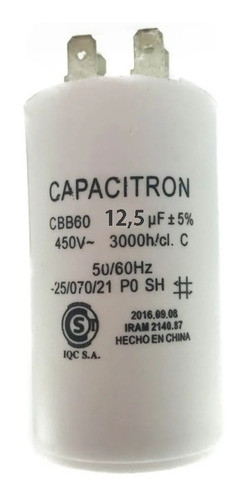 CAPACITRON
CBB60 12,5 µF ± 5%
450V~ 3000h/cl. C
50/60Hz
-25/070/21 P0 SH
2016.09.08
IRAM 2140.87
HECHO EN CHINA
IQC S.A.